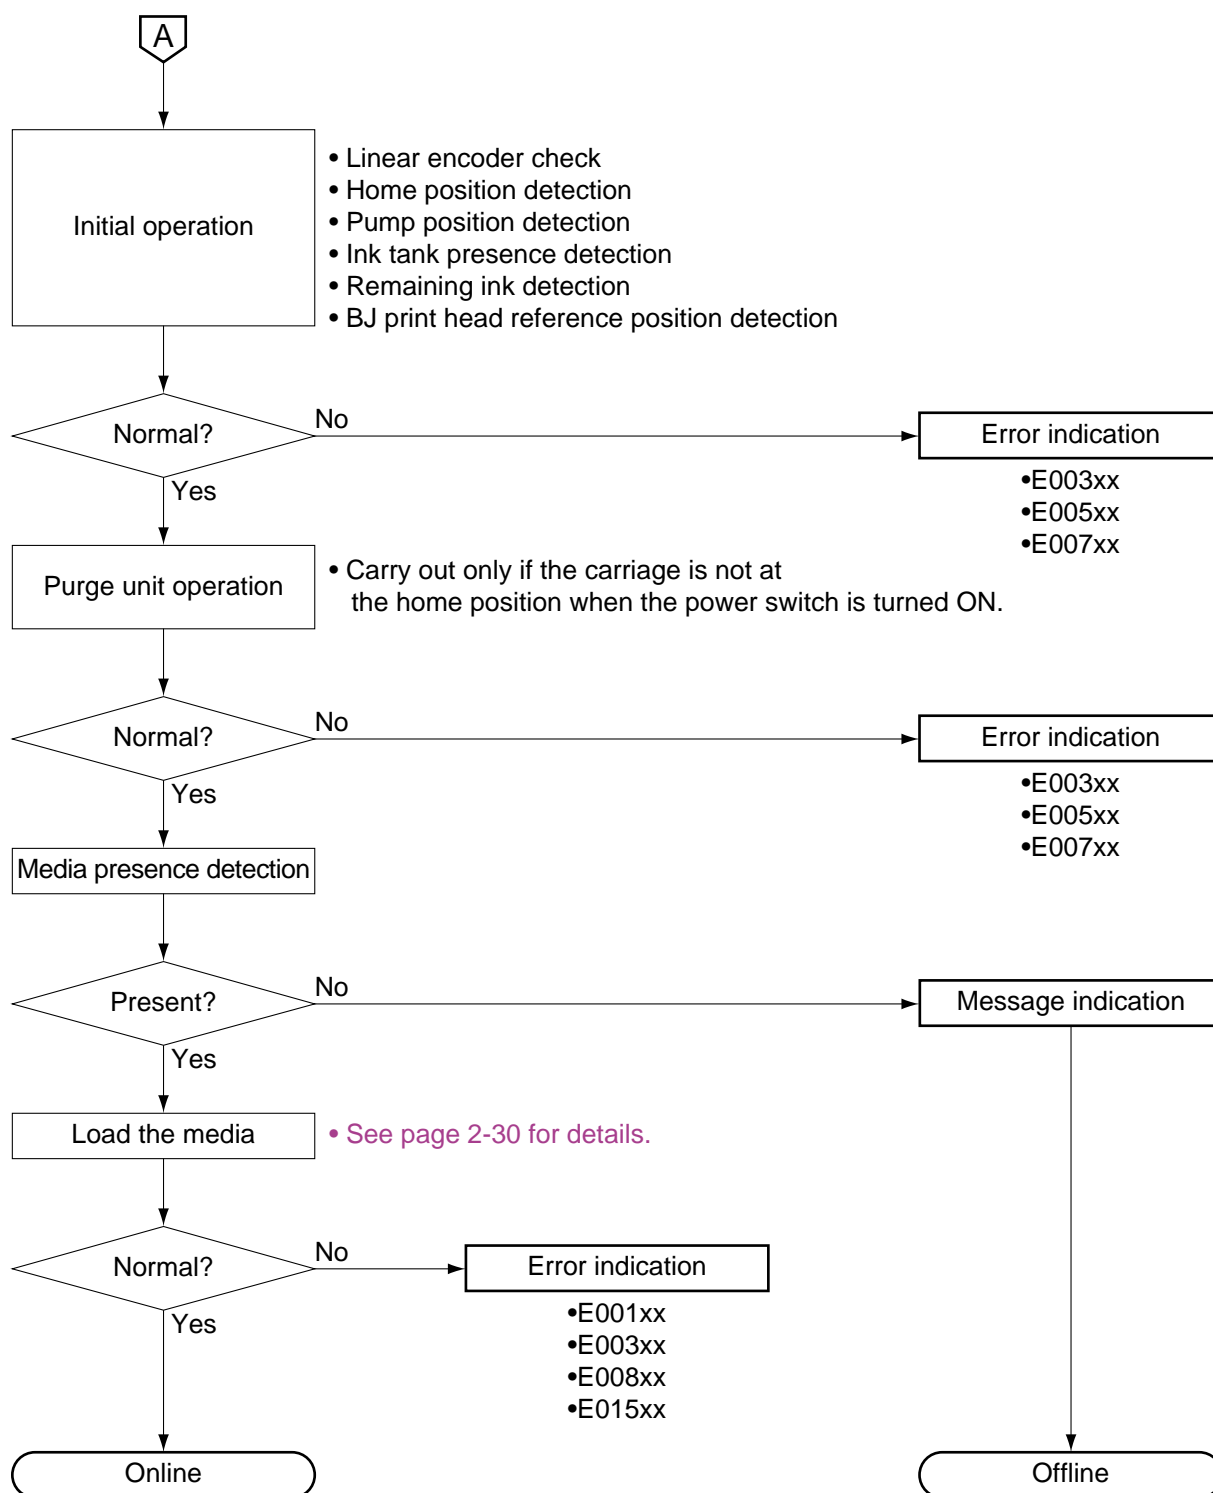 A
Initial operation
• Linear encoder check
• Home position detection
• Pump position detection
• Ink tank presence detection
• Remaining ink detection
• BJ print head reference position detection
Normal?
No
Yes
Error indication
•E003xx
•E005xx
•E007xx
Purge unit operation
• Carry out only if the carriage is not at
the home position when the power switch is turned ON.
Normal?
No
Yes
Error indication
•E003xx
•E005xx
•E007xx
Media presence detection
Present?
No
Yes
Message indication
Load the media
• See page 2-30 for details.
Normal?
No
Yes
Error indication
•E001xx
•E003xx
•E008xx
•E015xx
Online
Offline